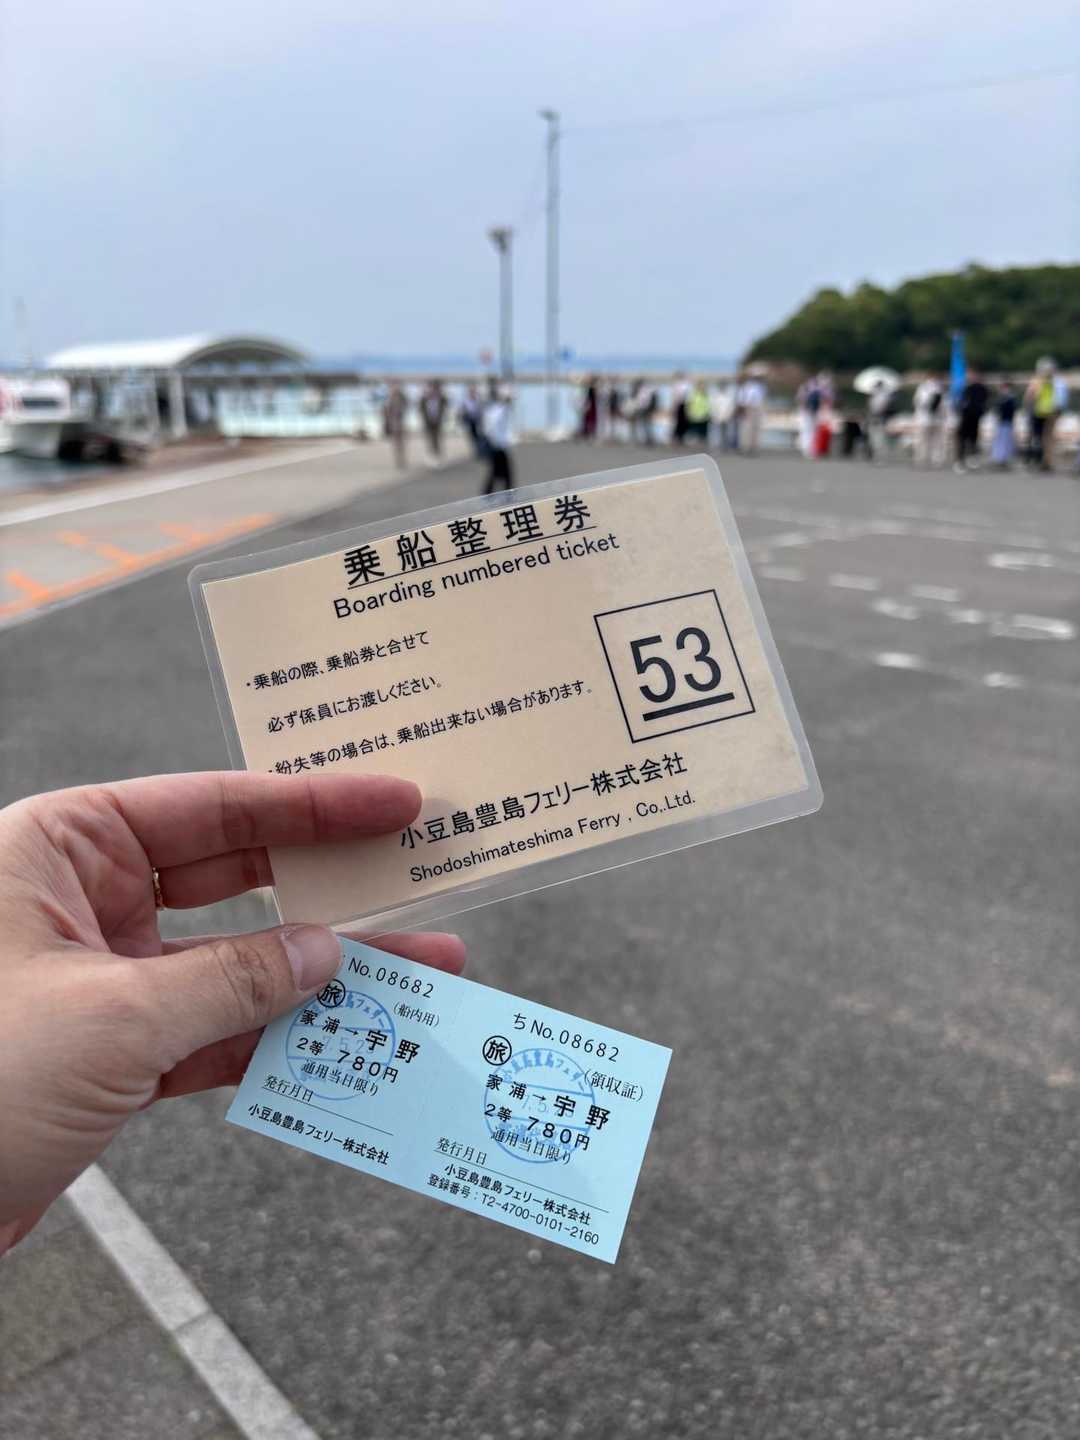 乗船整理券
Boarding numbered ticket
・乗船の際、乗船券と合せて
必ず係員にお渡しください。
・紛失等の場合は、乗船出来ない場合があります。
53
小豆島豊島フェリー株式会社
Shodoshimateshima Ferry , Co,.Ltd.
No.08682
旅
(船内用)
家浦→宇野
2等 780円
通用当日限り
発行月日
小豆島豊島フェリー株式会社
ちNo.08682
旅
(領収証)
家浦→宇野
2等 780円
通用当日限り
発行月日
小豆島豊島フェリー株式会社
登録番号:T2-4700-0101-2160